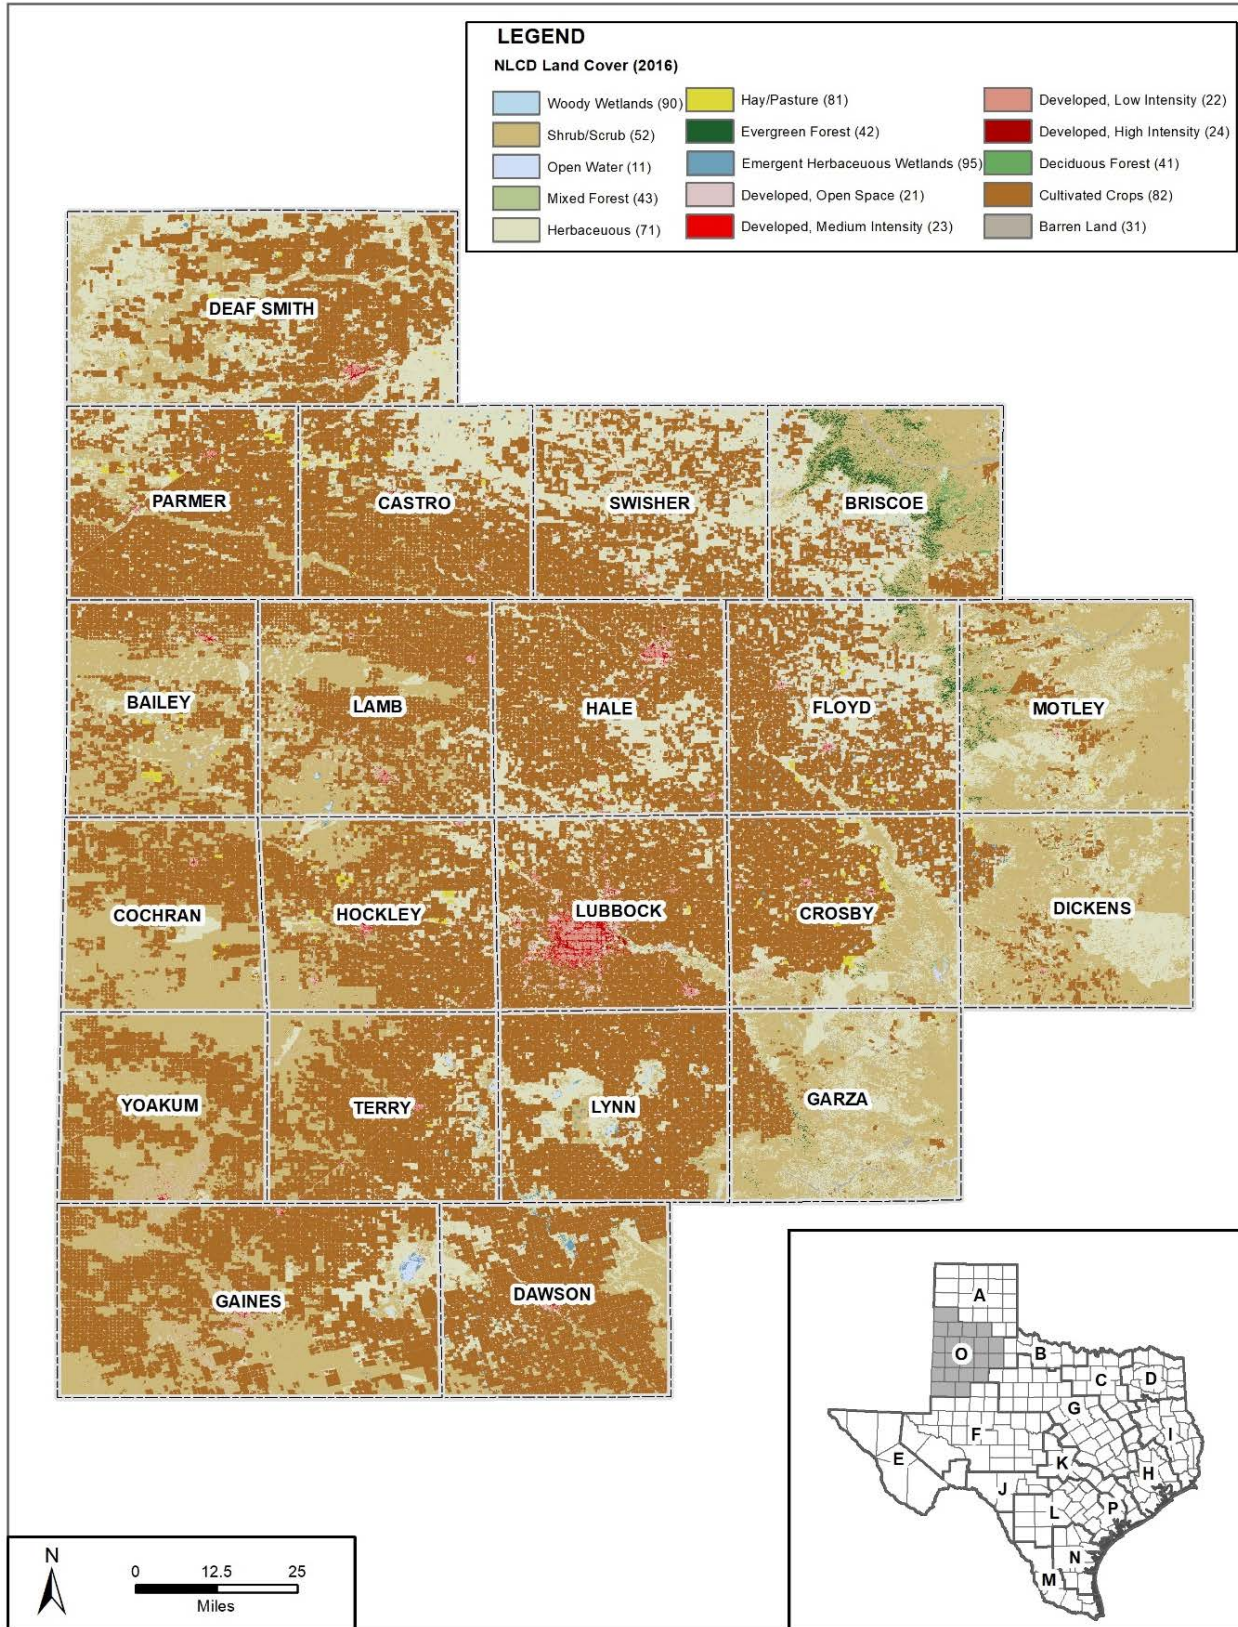 LEGEND
NLCD Land Cover (2016)
Woody Wetlands (90)
Shrub/Scrub (52)
Open Water (11)
Mixed Forest (43)
Herbaceuous (71)
Hay/Pasture (81)
Evergreen Forest (42)
Emergent Herbaceuous Wetlands (95)
Developed, Open Space (21)
Developed, Medium Intensity (23)
Developed, Low Intensity (22)
Developed, High Intensity (24)
Deciduous Forest (41)
Cultivated Crops (82)
Barren Land (31)
DEAF SMITH
PARMER
CASTRO
SWISHER
BRISCOE
BAILEY
LAMB
HALE
FLOYD
MOTLEY
COCHRAN
HOCKLEY
LUBBOCK
CROSBY
DICKENS
YOAKUM
TERRY
LYNN
GARZA
GAINES
DAWSON
A
O
B
C
D
G
F
I
E
K
H
J
L
P
N
M
N
0 12.5 25
Miles